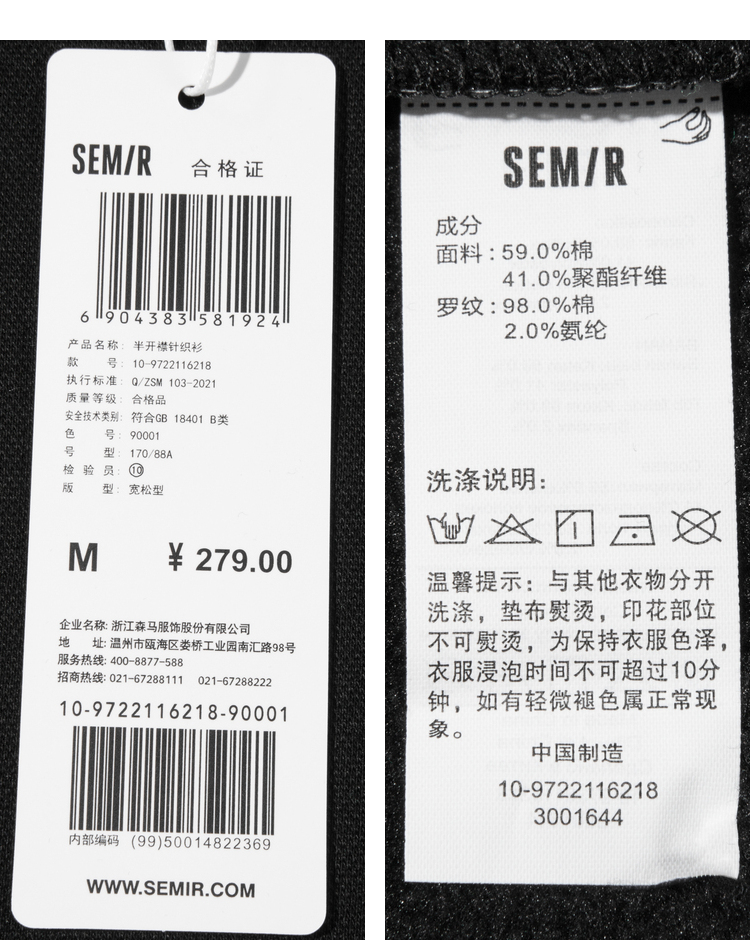 SEM/R 合格证
6 904383 581924
产品名称: 半开襟针织衫
款 号: 10-9722116218
执行标准: Q/ZSM 103-2021
质量等级: 合格品
安全技术类别: 符合GB 18401 B类
色 号: 90001
号 型: 170/88A
检 验 员: ⑩
版 型: 宽松型
M ¥ 279.00
企业名称: 浙江森马服饰股份有限公司
地 址: 温州市瓯海区娄桥工业园南汇路98号
服务热线: 400-8877-588
招商热线: 021-67288111 021-67288222
10-9722116218-90001
内部编码 (99)50014822369
WWW.SEMIR.COM
SEM/R
成分
面料: 59.0%棉
41.0%聚酯纤维
罗纹: 98.0%棉
2.0%氨纶
洗涤说明:
温馨提示: 与其他衣物分开
洗涤，垫布熨烫，印花部位
不可熨烫，为保持衣服色泽，
衣服浸泡时间不可超过10分
钟，如有轻微褪色属正常现
象。
中国制造
10-9722116218
3001644